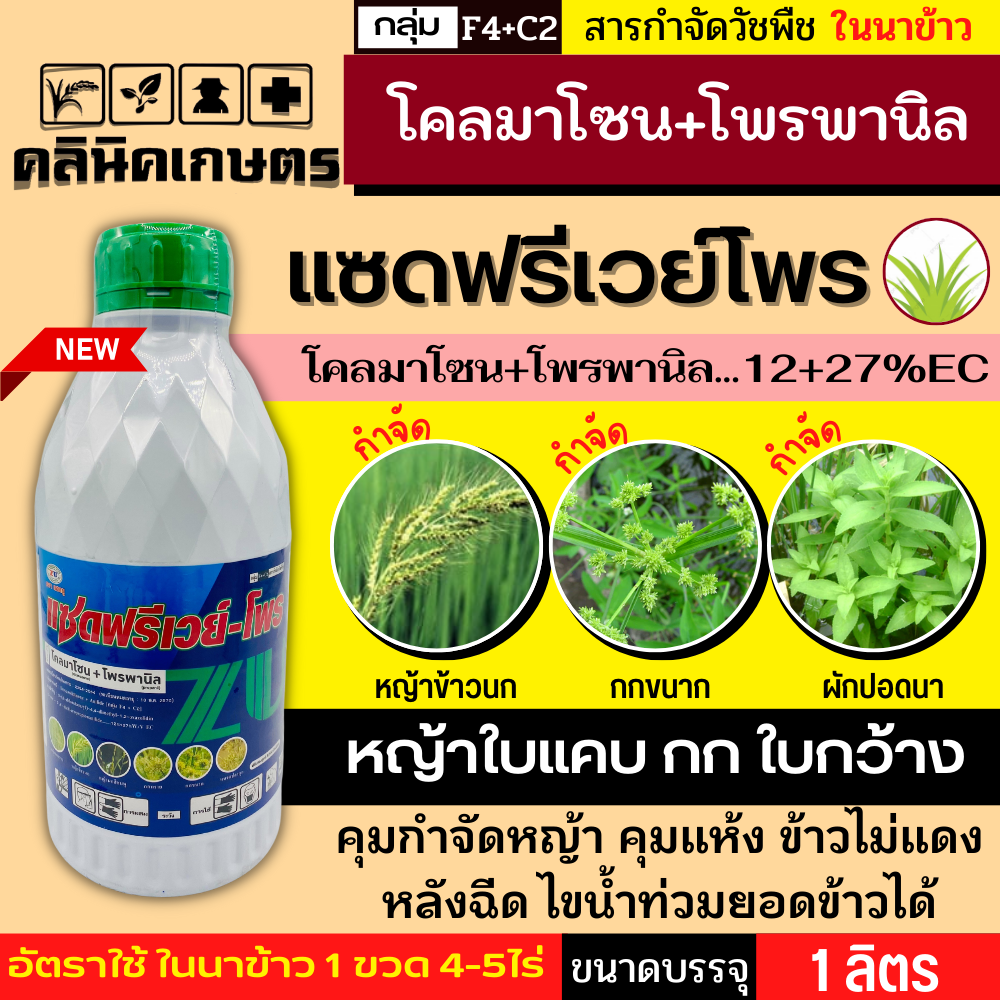 กลุ่ม F4+C2 สารกำจัดวัชพืช ในนาข้าว
คลินิคเกษตร
โคลมาโซน+โพรพานิล
แซดฟรีเวย์โพร
NEW
โคลมาโซน+โพรพานิล...12+27%EC
กำจัด กำจัด กำจัด
หญ้าข้าวนก กกขนาก ผักปอดนา
แซดฟรีเวย์-โพร
โคลมาโซน + โพรพานิล
หญ้าใบแคบ กก ใบกว้าง
คุมกำจัดหญ้า คุมแห้ง ข้าวไม่แดง
หลังฉีด ไขน้ำท่วมยอดข้าวได้
อัตราใช้ ในนาข้าว 1 ขวด 4-5ไร่
ขนาดบรรจุ 1 ลิตร